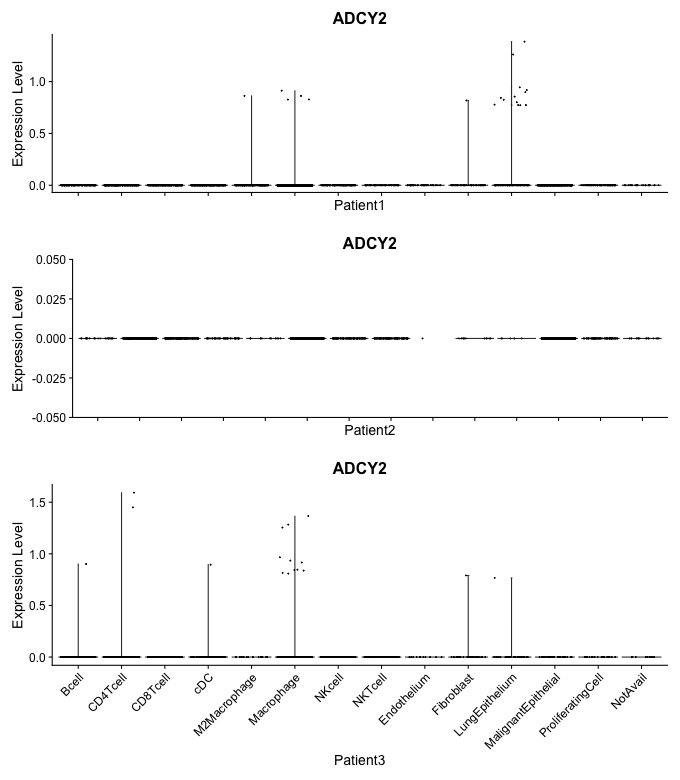 ADCY2
Expression Level
1.0
0.5
0.0
Patient1
ADCY2
Expression Level
0.050
0.025
0.000
-0.025
-0.050
Patient2
ADCY2
Expression Level
1.5
1.0
0.5
0.0
Bcell
CD4Tcell
CD8Tcell
cDC
M2Macrophage
Macrophage
NKcell
NKTcell
Endothelium
Fibroblast
LungEpithelium
MalignantEpithelial
ProliferatingCell
NotAvail
Patient3